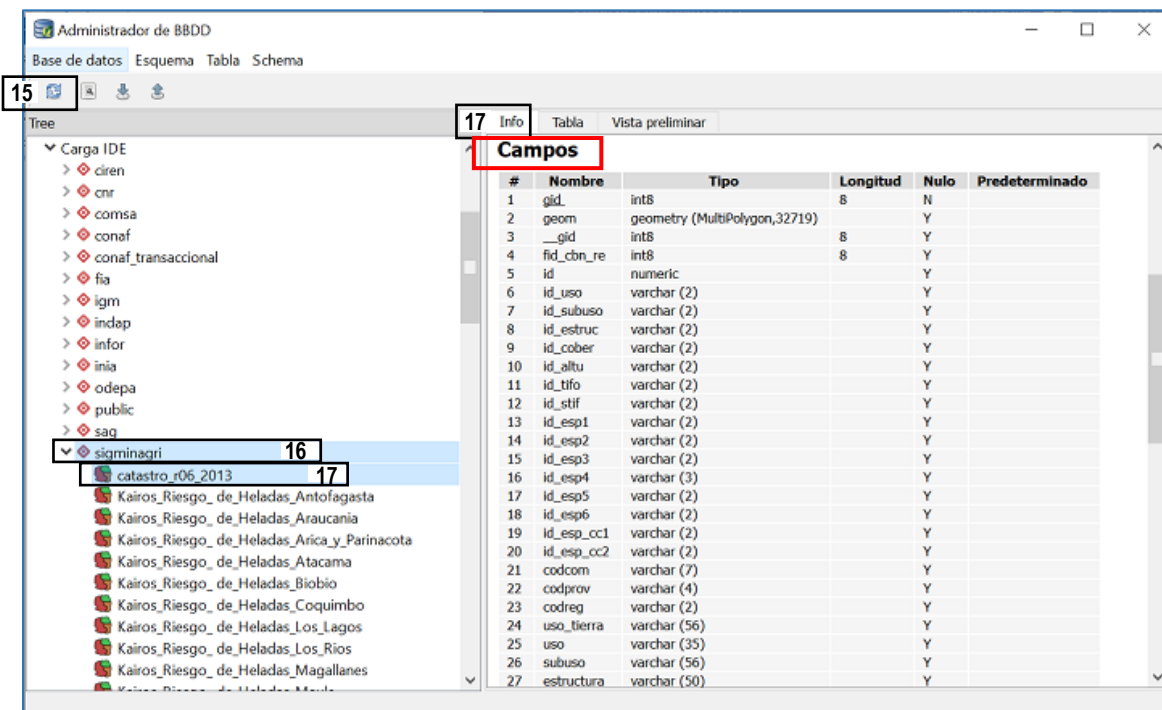 Administrador de BBDD
Base de datos Esquema Tabla Schema
15
Tree
Carga IDE
ciren
cnr
comsa
conaf
conaf_transaccional
fia
igm
indap
infor
inia
odepa
public
sag
sigminagri 16
catastro_r06_2013 17
Kairos_Riesgo_ de_Heladas_Antofagasta
Kairos_Riesgo_ de_Heladas_Araucania
Kairos_Riesgo_ de_Heladas_Arica_y_Parinacota
Kairos_Riesgo_ de_Heladas_Atacama
Kairos_Riesgo_ de_Heladas_Biobio
Kairos_Riesgo_ de_Heladas_Coquimbo
Kairos_Riesgo_ de_Heladas_Los_Lagos
Kairos_Riesgo_ de_Heladas_Los_Rios
Kairos_Riesgo_ de_Heladas_Magallanes
17 Info Tabla Vista preliminar
Campos
# Nombre Tipo Longitud Nulo Predeterminado
1 gid_ int8 8 N
2 geom geometry (MultiPolygon,32719) Y
3 __gid int8 8 Y
4 fid_cbn_re int8 8 Y
5 id numeric Y
6 id_uso varchar (2) Y
7 id_subuso varchar (2) Y
8 id_estruc varchar (2) Y
9 id_cober varchar (2) Y
10 id_altu varchar (2) Y
11 id_tifo varchar (2) Y
12 id_stif varchar (2) Y
13 id_esp1 varchar (2) Y
14 id_esp2 varchar (2) Y
15 id_esp3 varchar (2) Y
16 id_esp4 varchar (3) Y
17 id_esp5 varchar (2) Y
18 id_esp6 varchar (2) Y
19 id_esp_cc1 varchar (2) Y
20 id_esp_cc2 varchar (2) Y
21 codcom varchar (7) Y
22 codprov varchar (4) Y
23 codreg varchar (2) Y
24 uso_tierra varchar (56) Y
25 uso varchar (35) Y
26 subuso varchar (56) Y
27 estructura varchar (50) Y